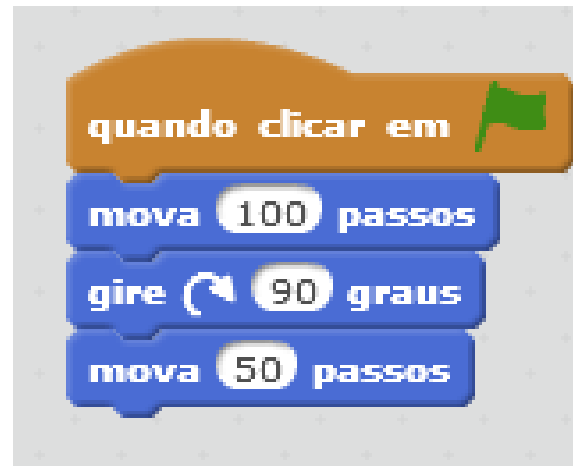 quando clicar em
mova 100 passos
gire 90 graus
mova 50 passos